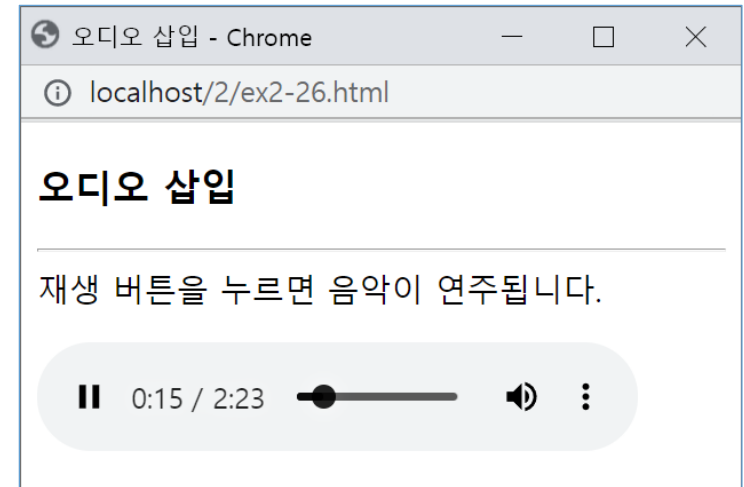 오디오 삽입 - Chrome
localhost/2/ex2-26.html
오디오 삽입
재생 버튼을 누르면 음악이 연주됩니다.
0:15 / 2:23